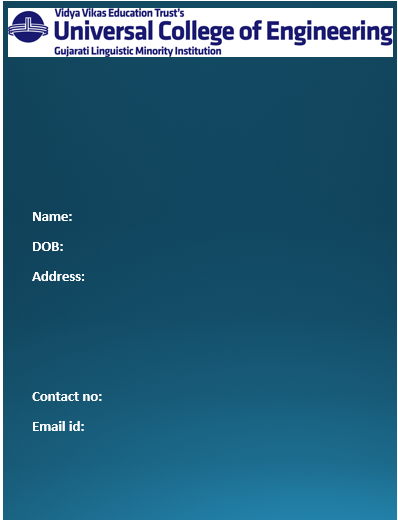 Vidya Vikas Education Trust's
Universal College of Engineering
Gujarati Linguistic Minority Institution
Name:
DOB:
Address:
Contact no:
Email id: